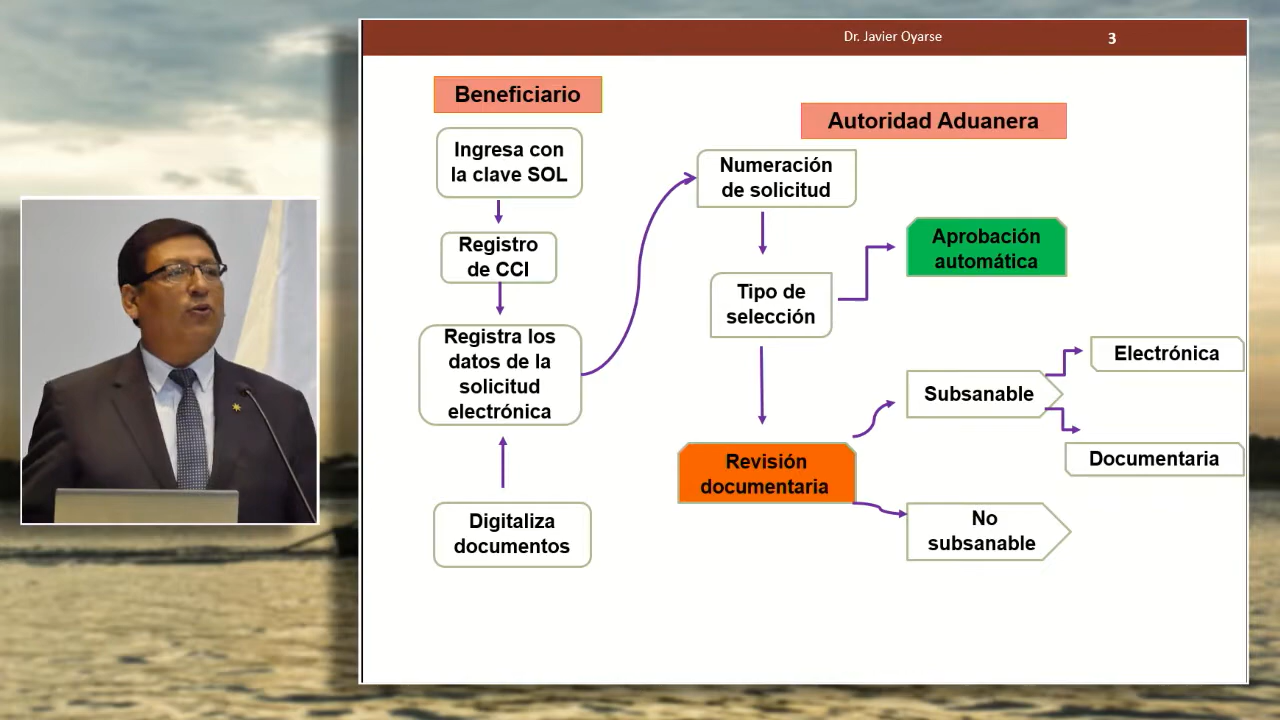 Dr. Javier Oyarse
3
Beneficiario
Ingresa con
la clave SOL
Registro
de CCI
Registra los
datos de la
solicitud
electrónica
Digitaliza
documentos
Autoridad Aduanera
Numeración
de solicitud
Tipo de
selección
Aprobación
automática
Revisión
documentaria
Subsanable
Electrónica
Documentaria
No
subsanable